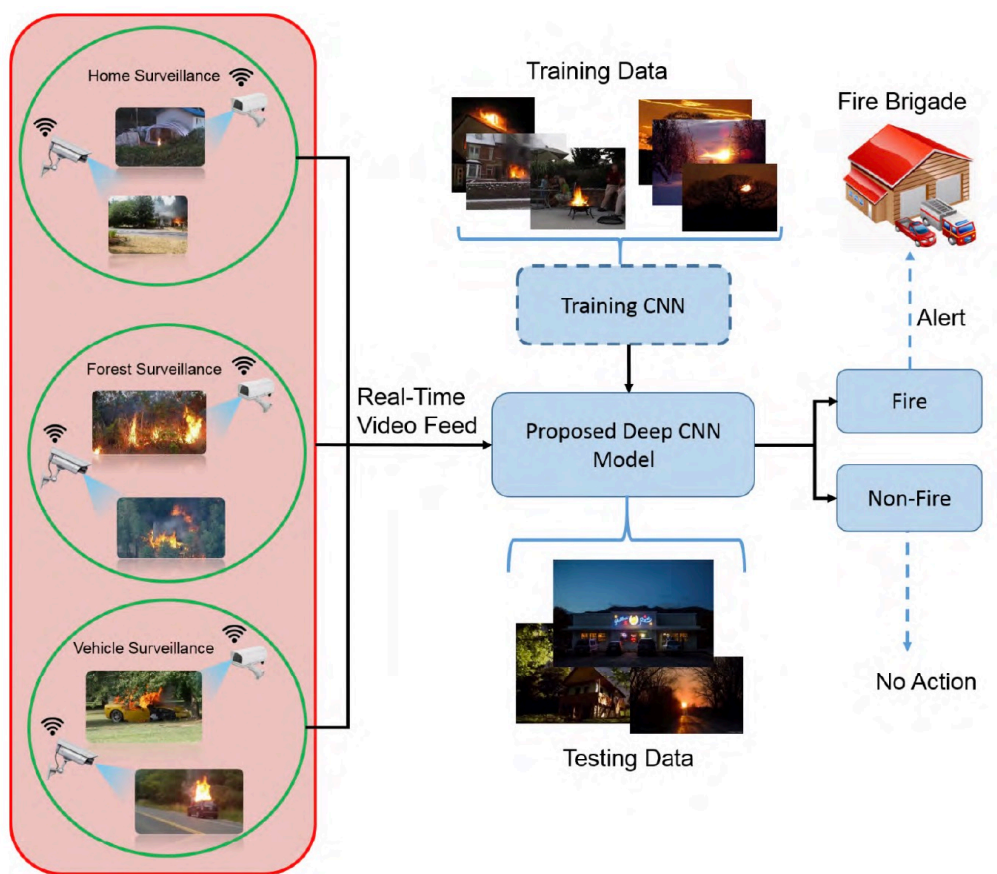 Home Surveillance
Forest Surveillance
Vehicle Surveillance
Real-Time
Video Feed
Training Data
Training CNN
Proposed Deep CNN
Model
Testing Data
Fire Brigade
Alert
Fire
Non-Fire
No Action